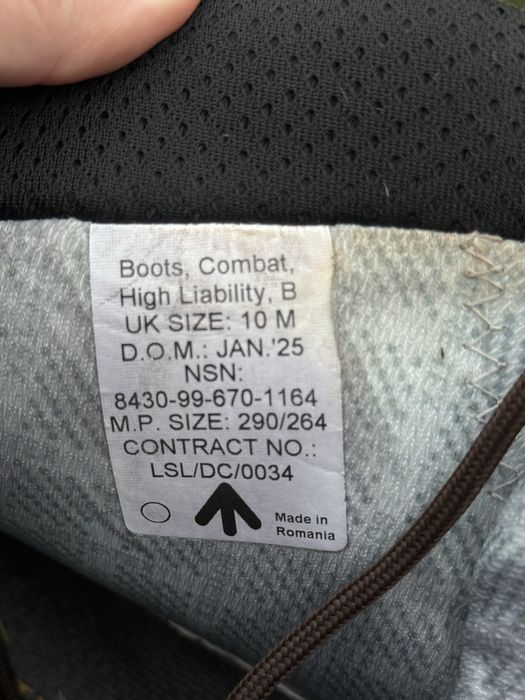 Boots, Combat,
High Liability, B
UK SIZE: 10 M
D.O.M.: JAN.'25
NSN:
8430-99-670-1164
M.P. SIZE: 290/264
CONTRACT NO.:
LSL/DC/0034
Made in
Romania